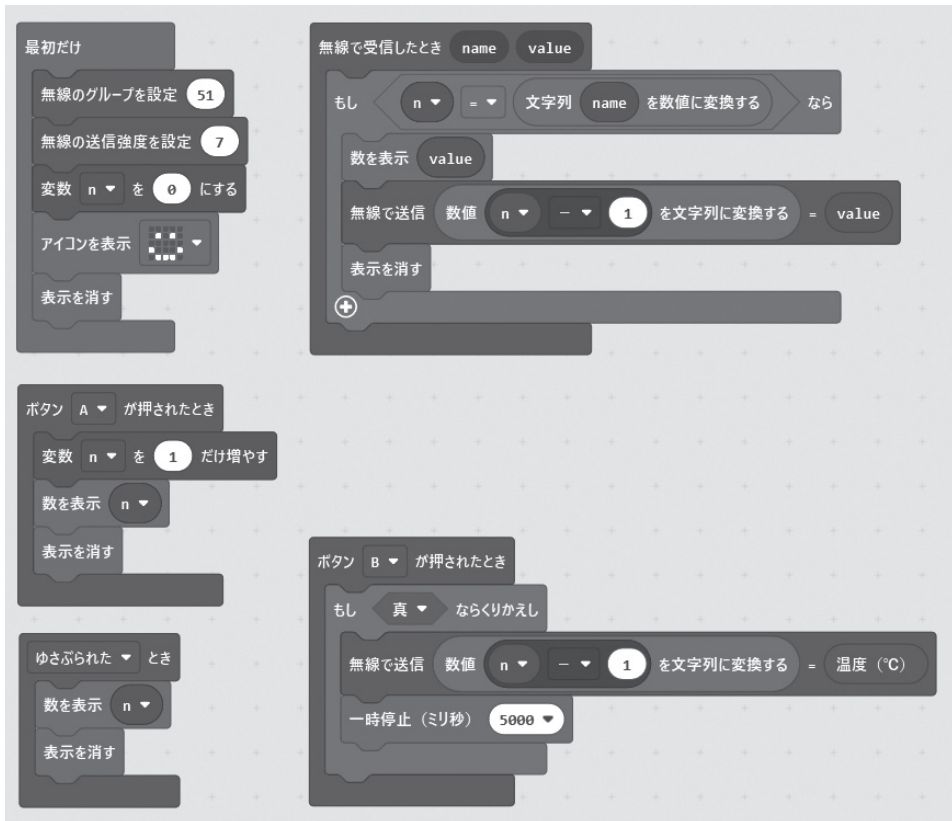 最初だけ
無線のグループを設定 51
無線の送信強度を設定 7
変数 n を 0 にする
アイコンを表示
表示を消す
無線で受信したとき name value
もし n = 文字列 name を数値に変換する なら
数を表示 value
無線で送信 数値 n - 1 を文字列に変換する = value
表示を消す
ボタン A が押されたとき
変数 n を 1 だけ増やす
数を表示 n
表示を消す
ゆさぶられた とき
数を表示 n
表示を消す
ボタン B が押されたとき
もし 真 ならくりかえし
無線で送信 数値 n - 1 を文字列に変換する = 温度 (℃)
一時停止 (ミリ秒) 5000